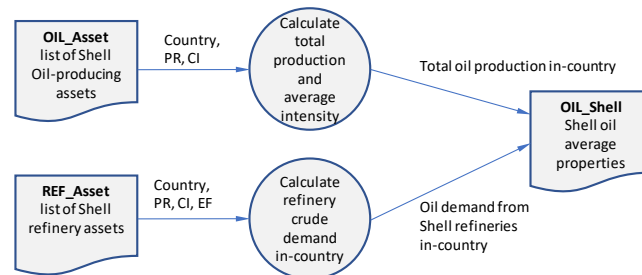 OIL_Asset
list of Shell
Oil-producing
assets
Country,
PR, CI
Calculate
total
production
and
average
intensity
Total oil production in-country
OIL_Shell
Shell oil
average
properties
REF_Asset
list of Shell
refinery assets
Country,
PR, CI, EF
Calculate
refinery
crude
demand
in-country
Oil demand from
Shell refineries
in-country